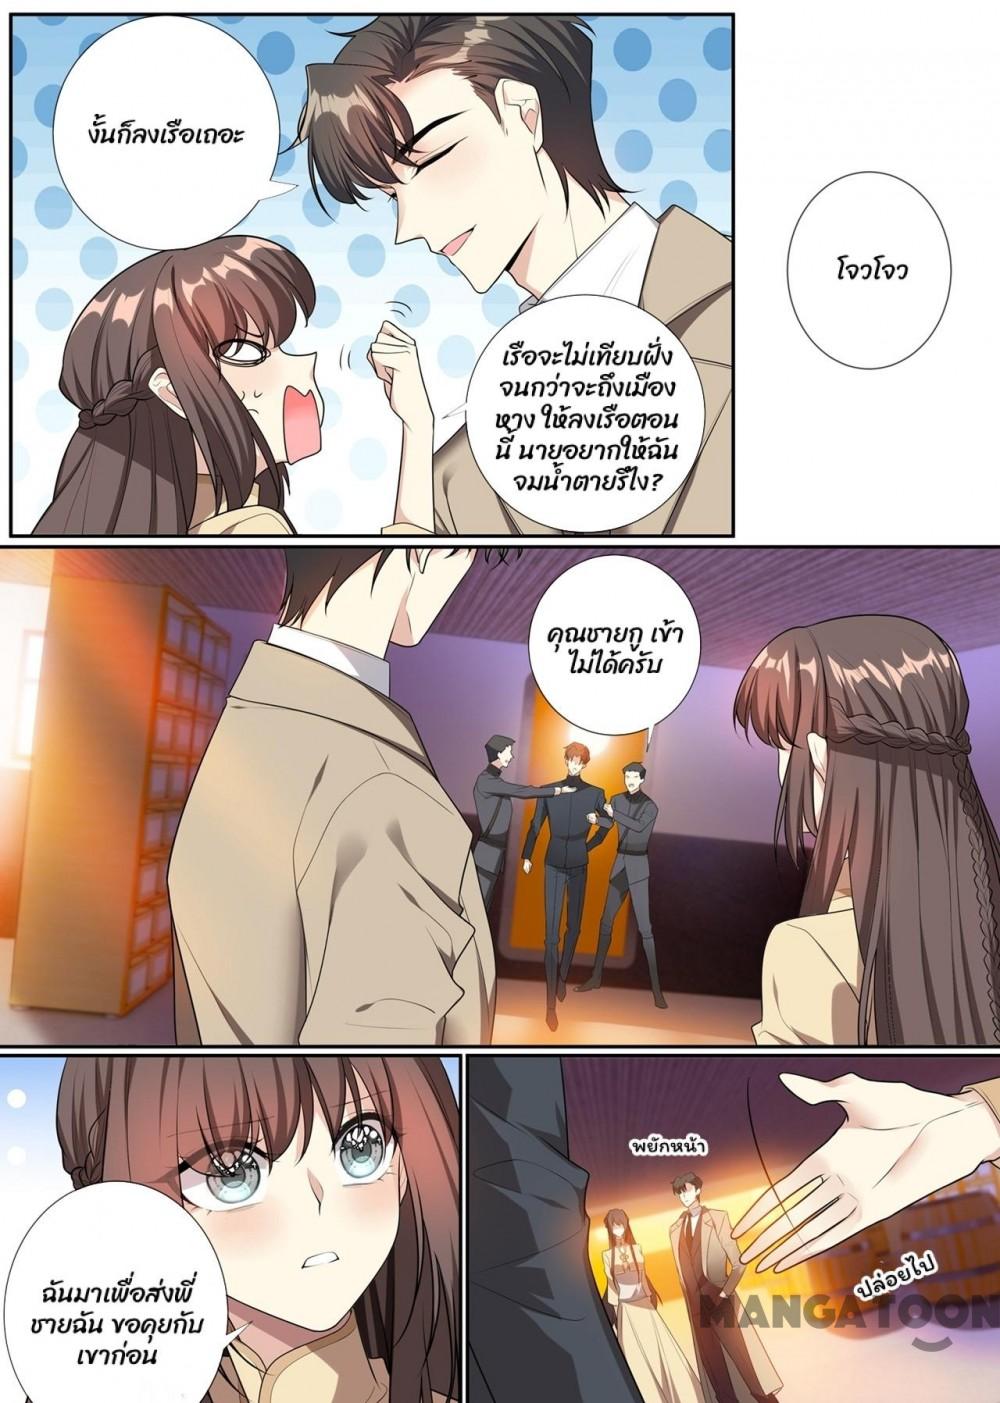 งั้นก็ลงเรือเถอะ
โจวโจว
เรือจะไม่เทียบฝั่ง
จนกว่าจะถึงเมือง
หาง ให้ลงเรือตอน
นี้ นายอยากให้ฉัน
จมน้ำตายรึไง?
คุณชายกู เข้า
ไม่ได้ครับ
พยักหน้า
ปล่อยไป
ฉันมาเพื่อส่งพี่
ชายฉัน ขอคุยกับ
เขาก่อน
MANGATOON